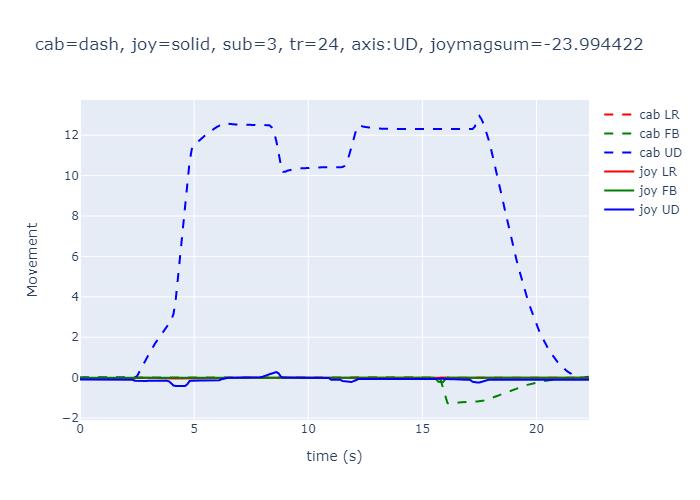 cab=dash, joy=solid, sub=3, tr=24, axis:UD, joymagsum=-23.994422
Movement
12
10
8
6
4
2
0
−2
0 5 10 15 20
time (s)
cab LR
cab FB
cab UD
joy LR
joy FB
joy UD